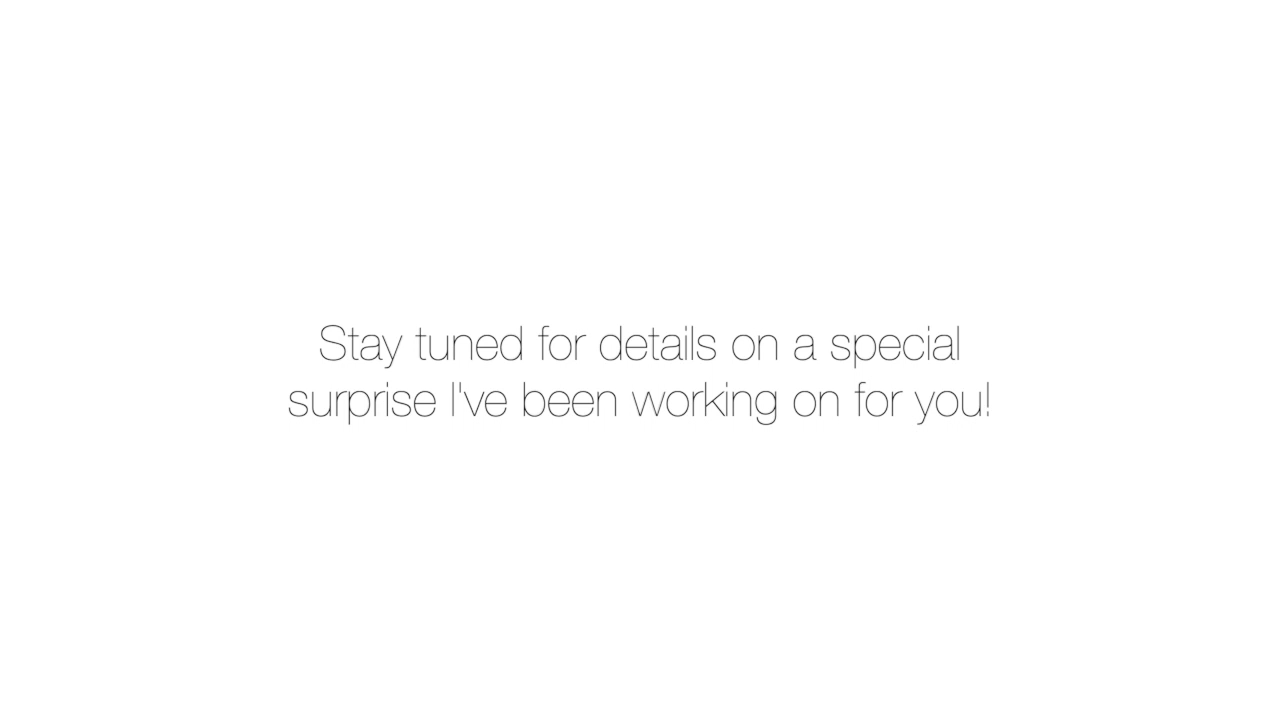 Stay tuned for details on a special
surprise I've been working on for you!